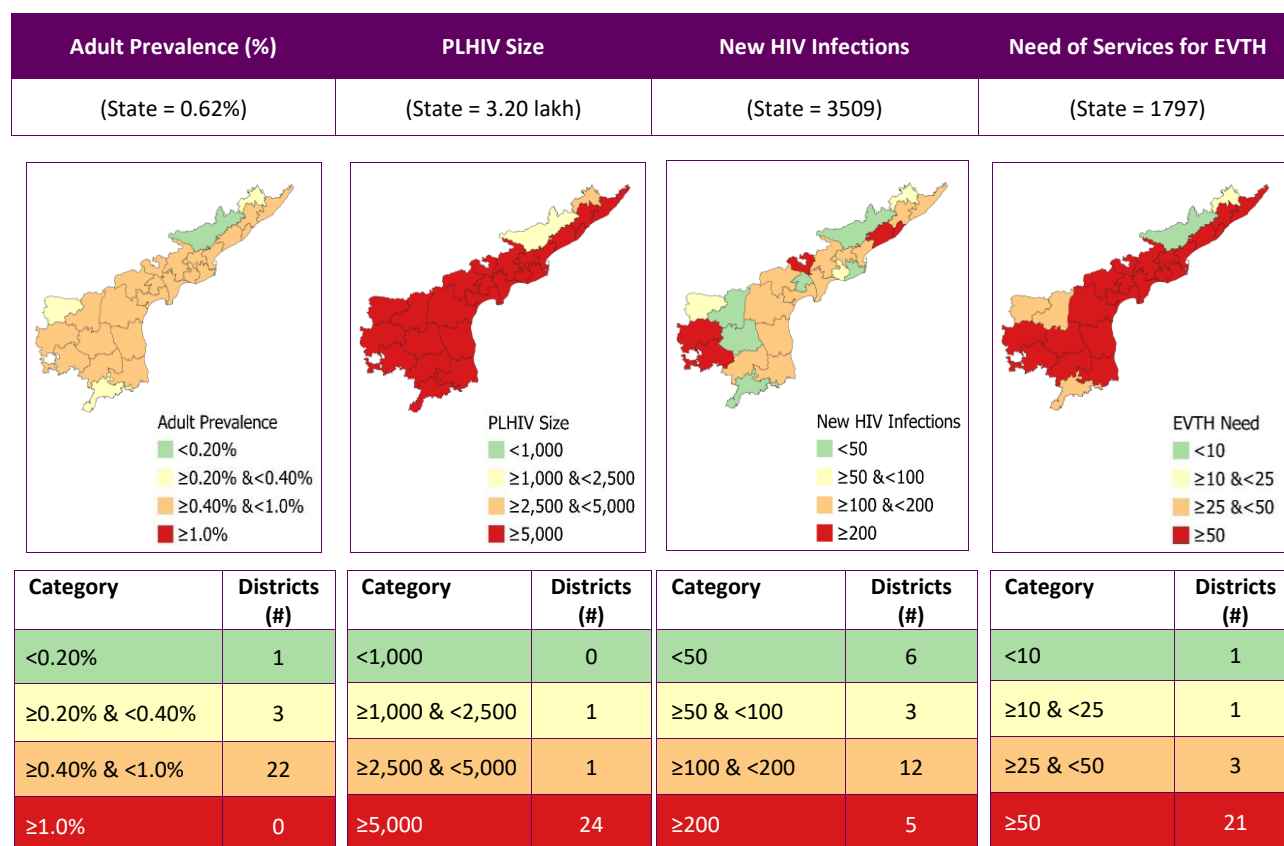 Adult Prevalence (%)
PLHIV Size
New HIV Infections
Need of Services for EVTH
(State = 0.62%)
(State = 3.20 lakh)
(State = 3509)
(State = 1797)
Adult Prevalence
<0.20%
≥0.20% &<0.40%
≥0.40% &<1.0%
≥1.0%
PLHIV Size
<1,000
≥1,000 &<2,500
≥2,500 &<5,000
≥5,000
New HIV Infections
<50
≥50 &<100
≥100 &<200
≥200
EVTH Need
<10
≥10 &<25
≥25 &<50
≥50
Category Districts
(#)
<0.20% 1
≥0.20% & <0.40% 3
≥0.40% & <1.0% 22
≥1.0% 0
Category Districts
(#)
<1,000 0
≥1,000 & <2,500 1
≥2,500 & <5,000 1
≥5,000 24
Category Districts
(#)
<50 6
≥50 & <100 3
≥100 & <200 12
≥200 5
Category Districts
(#)
<10 1
≥10 & <25 1
≥25 & <50 3
≥50 21